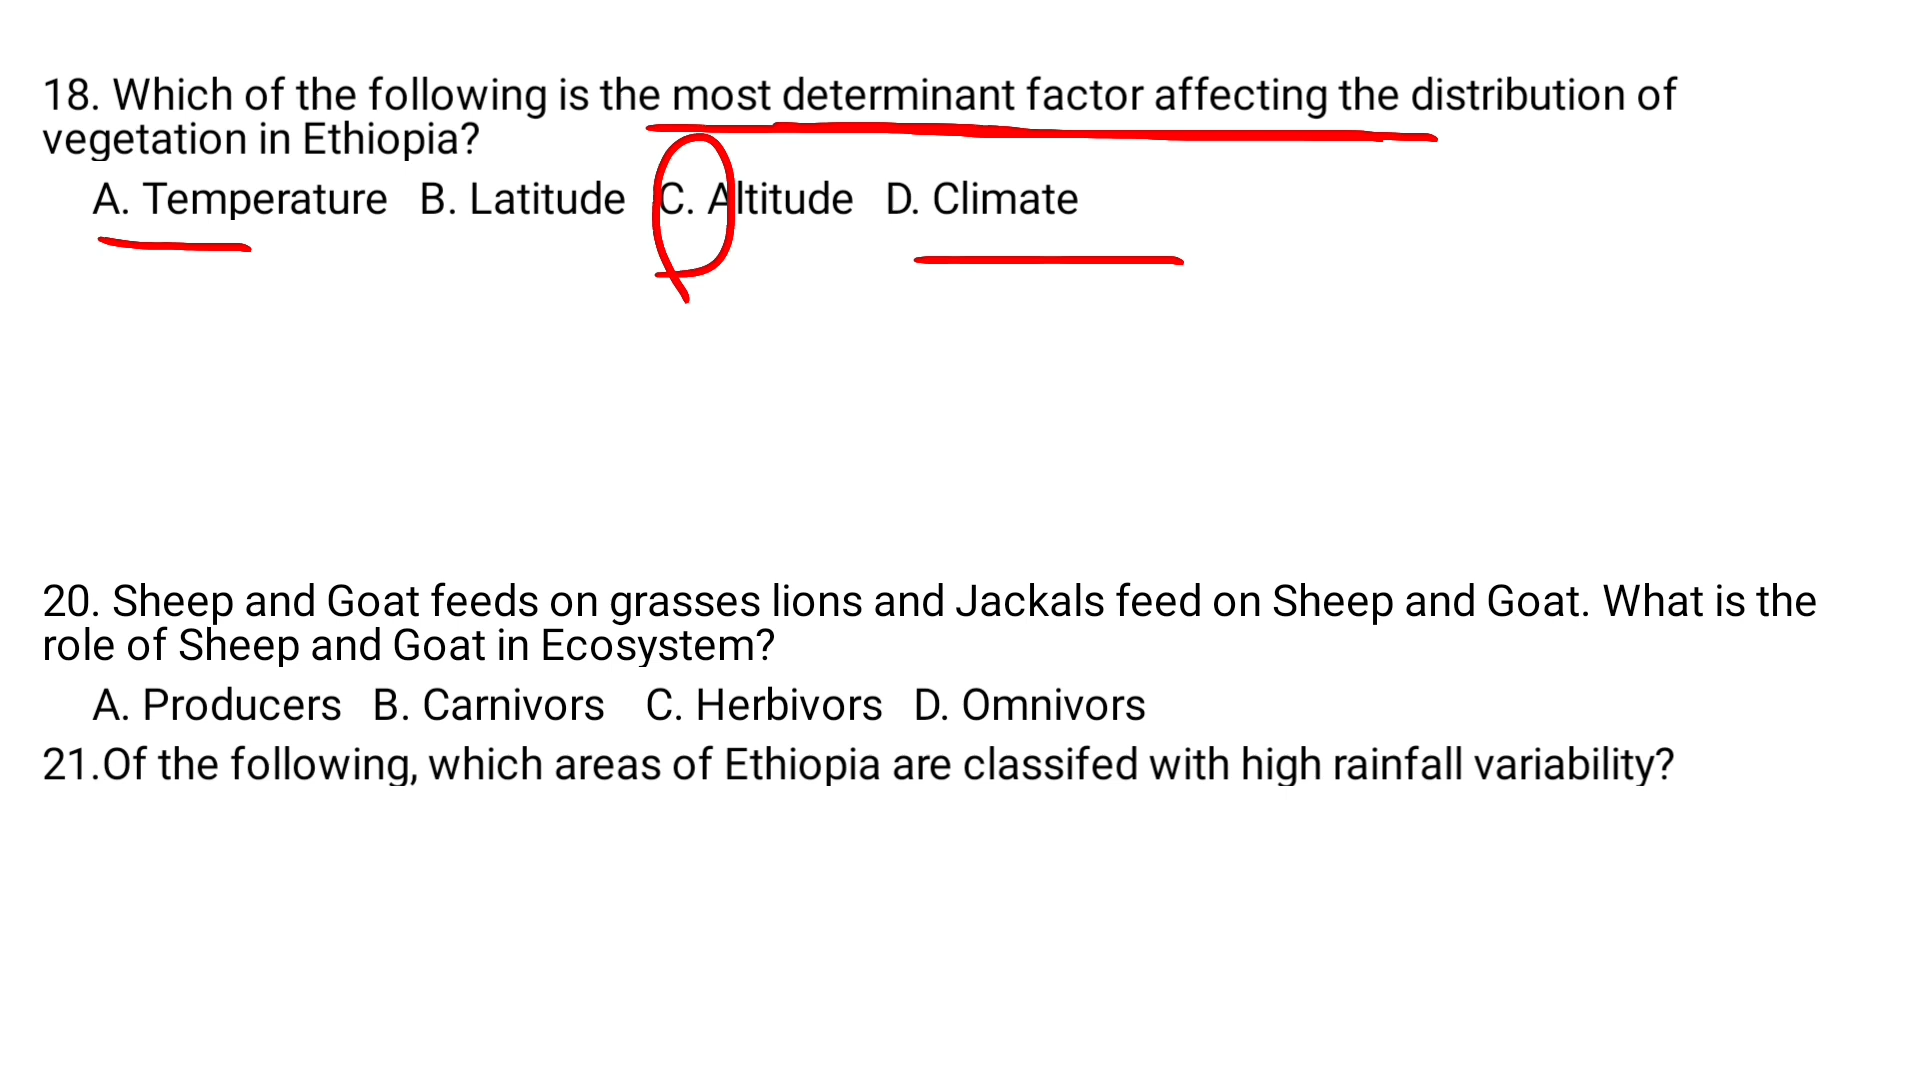 18. Which of the following is the most determinant factor affecting the distribution of
vegetation in Ethiopia?
A. Temperature B. Latitude C. Altitude D. Climate
20. Sheep and Goat feeds on grasses lions and Jackals feed on Sheep and Goat. What is the
role of Sheep and Goat in Ecosystem?
A. Producers B. Carnivors C. Herbivors D. Omnivors
21.Of the following, which areas of Ethiopia are classifed with high rainfall variability?